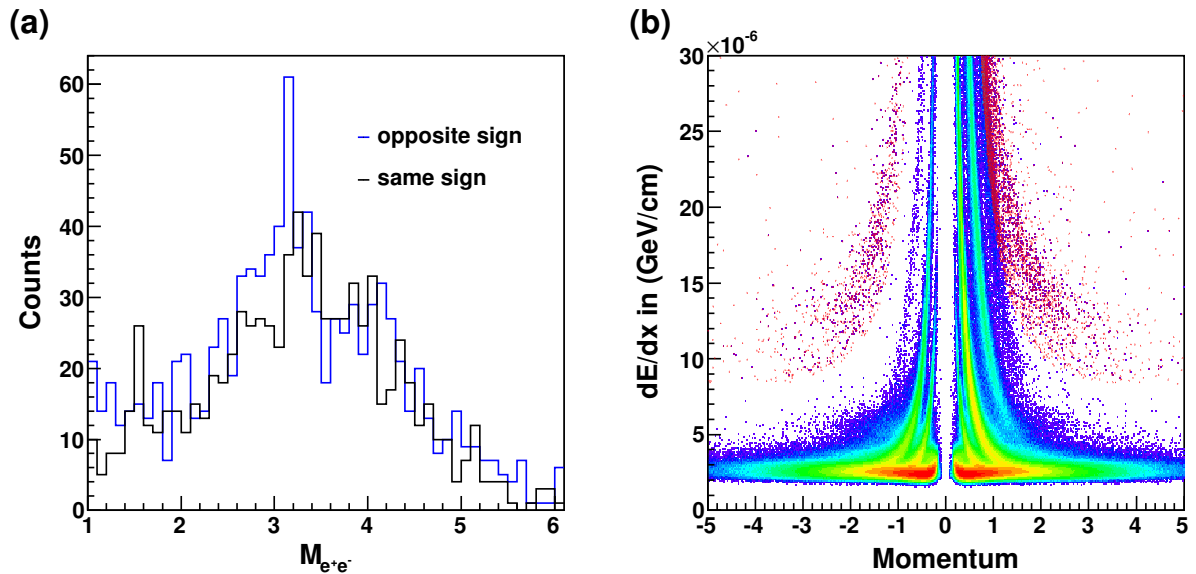 (a)
(b)
60
50
40
30
20
10
0
Counts
opposite sign
same sign
1 2 3 4 5 6
M e⁺e⁻
×10⁻⁶
30
25
20
15
10
5
0
dE/dx in (GeV/cm)
-5 -4 -3 -2 -1 0 1 2 3 4 5
Momentum